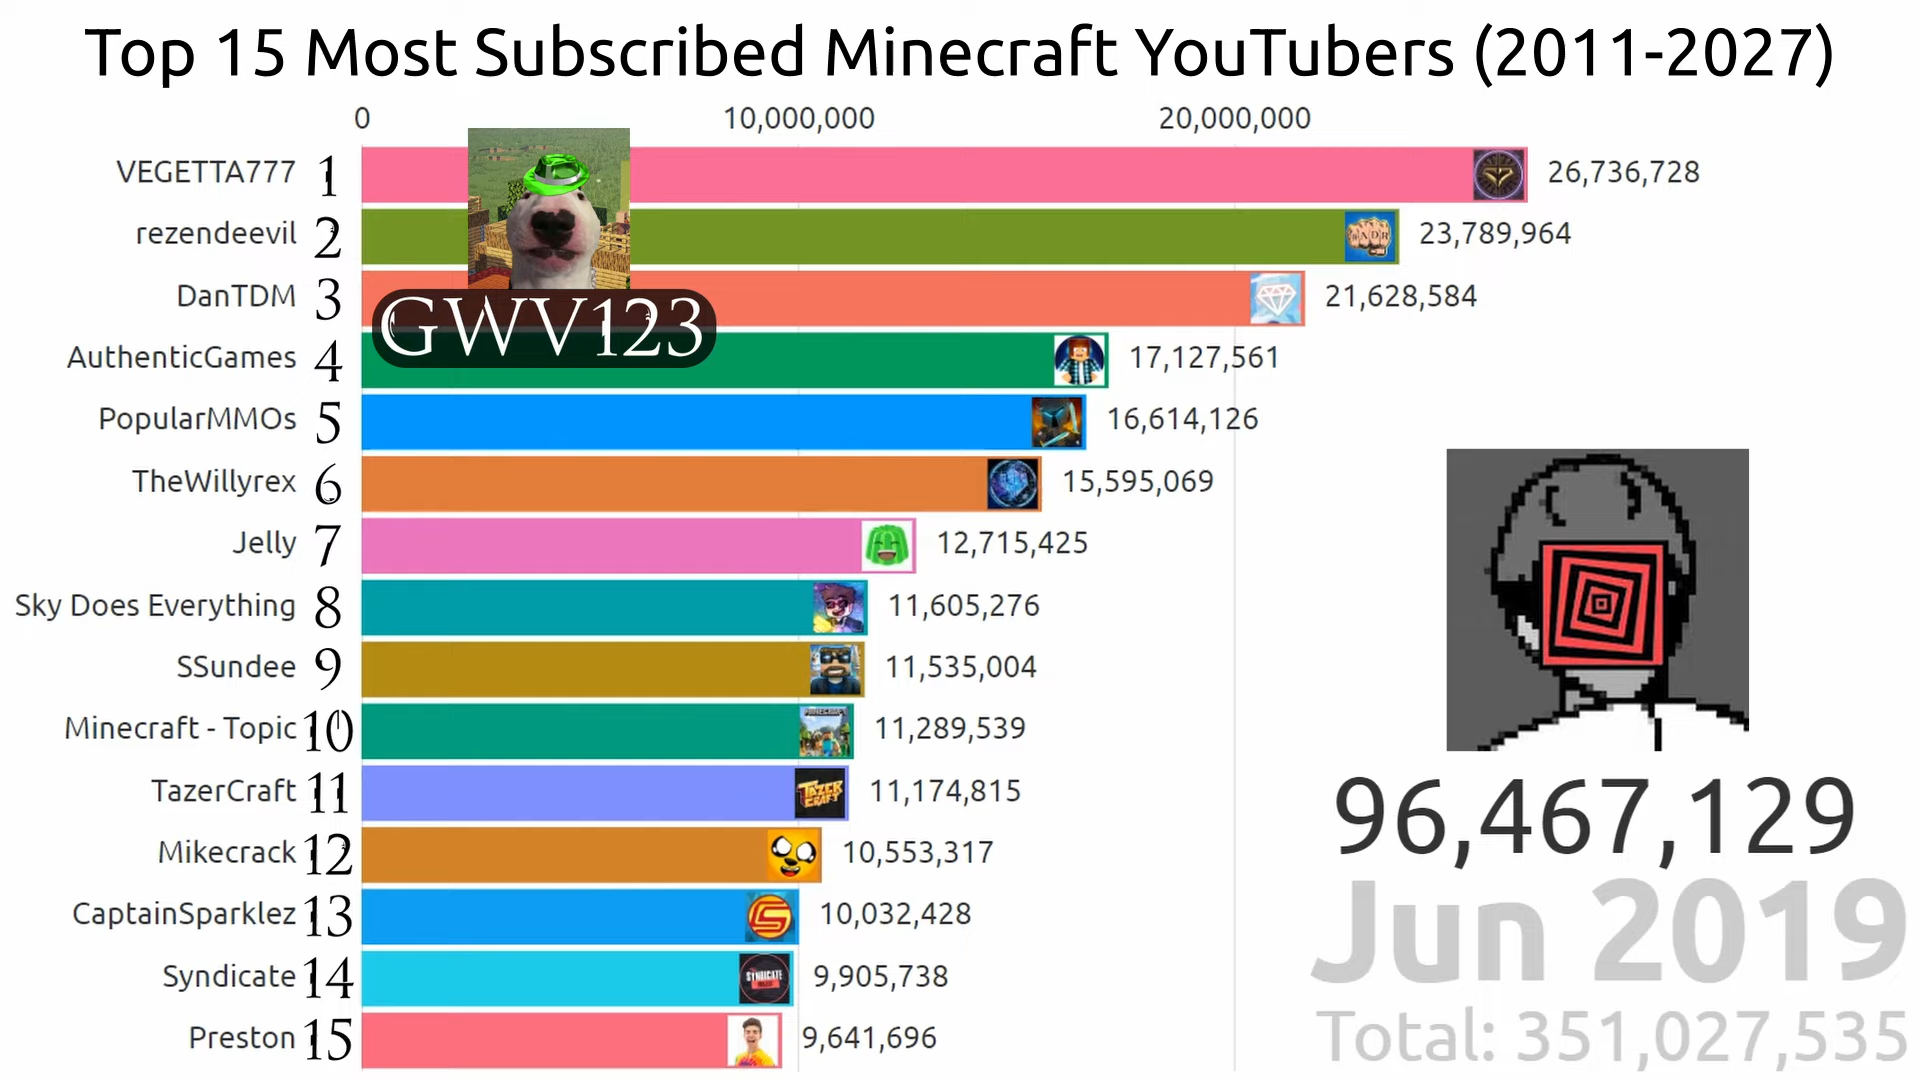 Top 15 Most Subscribed Minecraft YouTubers (2011-2027)
0 10,000,000 20,000,000
VEGETTA777 1 26,736,728
rezendeevil 2 23,789,964
DanTDM 3 21,628,584
GWV123
AuthenticGames 4 17,127,561
PopularMMOs 5 16,614,126
TheWillyrex 6 15,595,069
Jelly 7 12,715,425
Sky Does Everything 8 11,605,276
SSundee 9 11,535,004
Minecraft - Topic 10 11,289,539
TazerCraft 11 TAZER CRAFT 11,174,815
Mikecrack 12 10,553,317
CaptainSparklez 13 10,032,428
Syndicate 14 SYNDICATE 9,905,738
Preston 15 9,641,696
96,467,129
Jun 2019
Total: 351,027,535